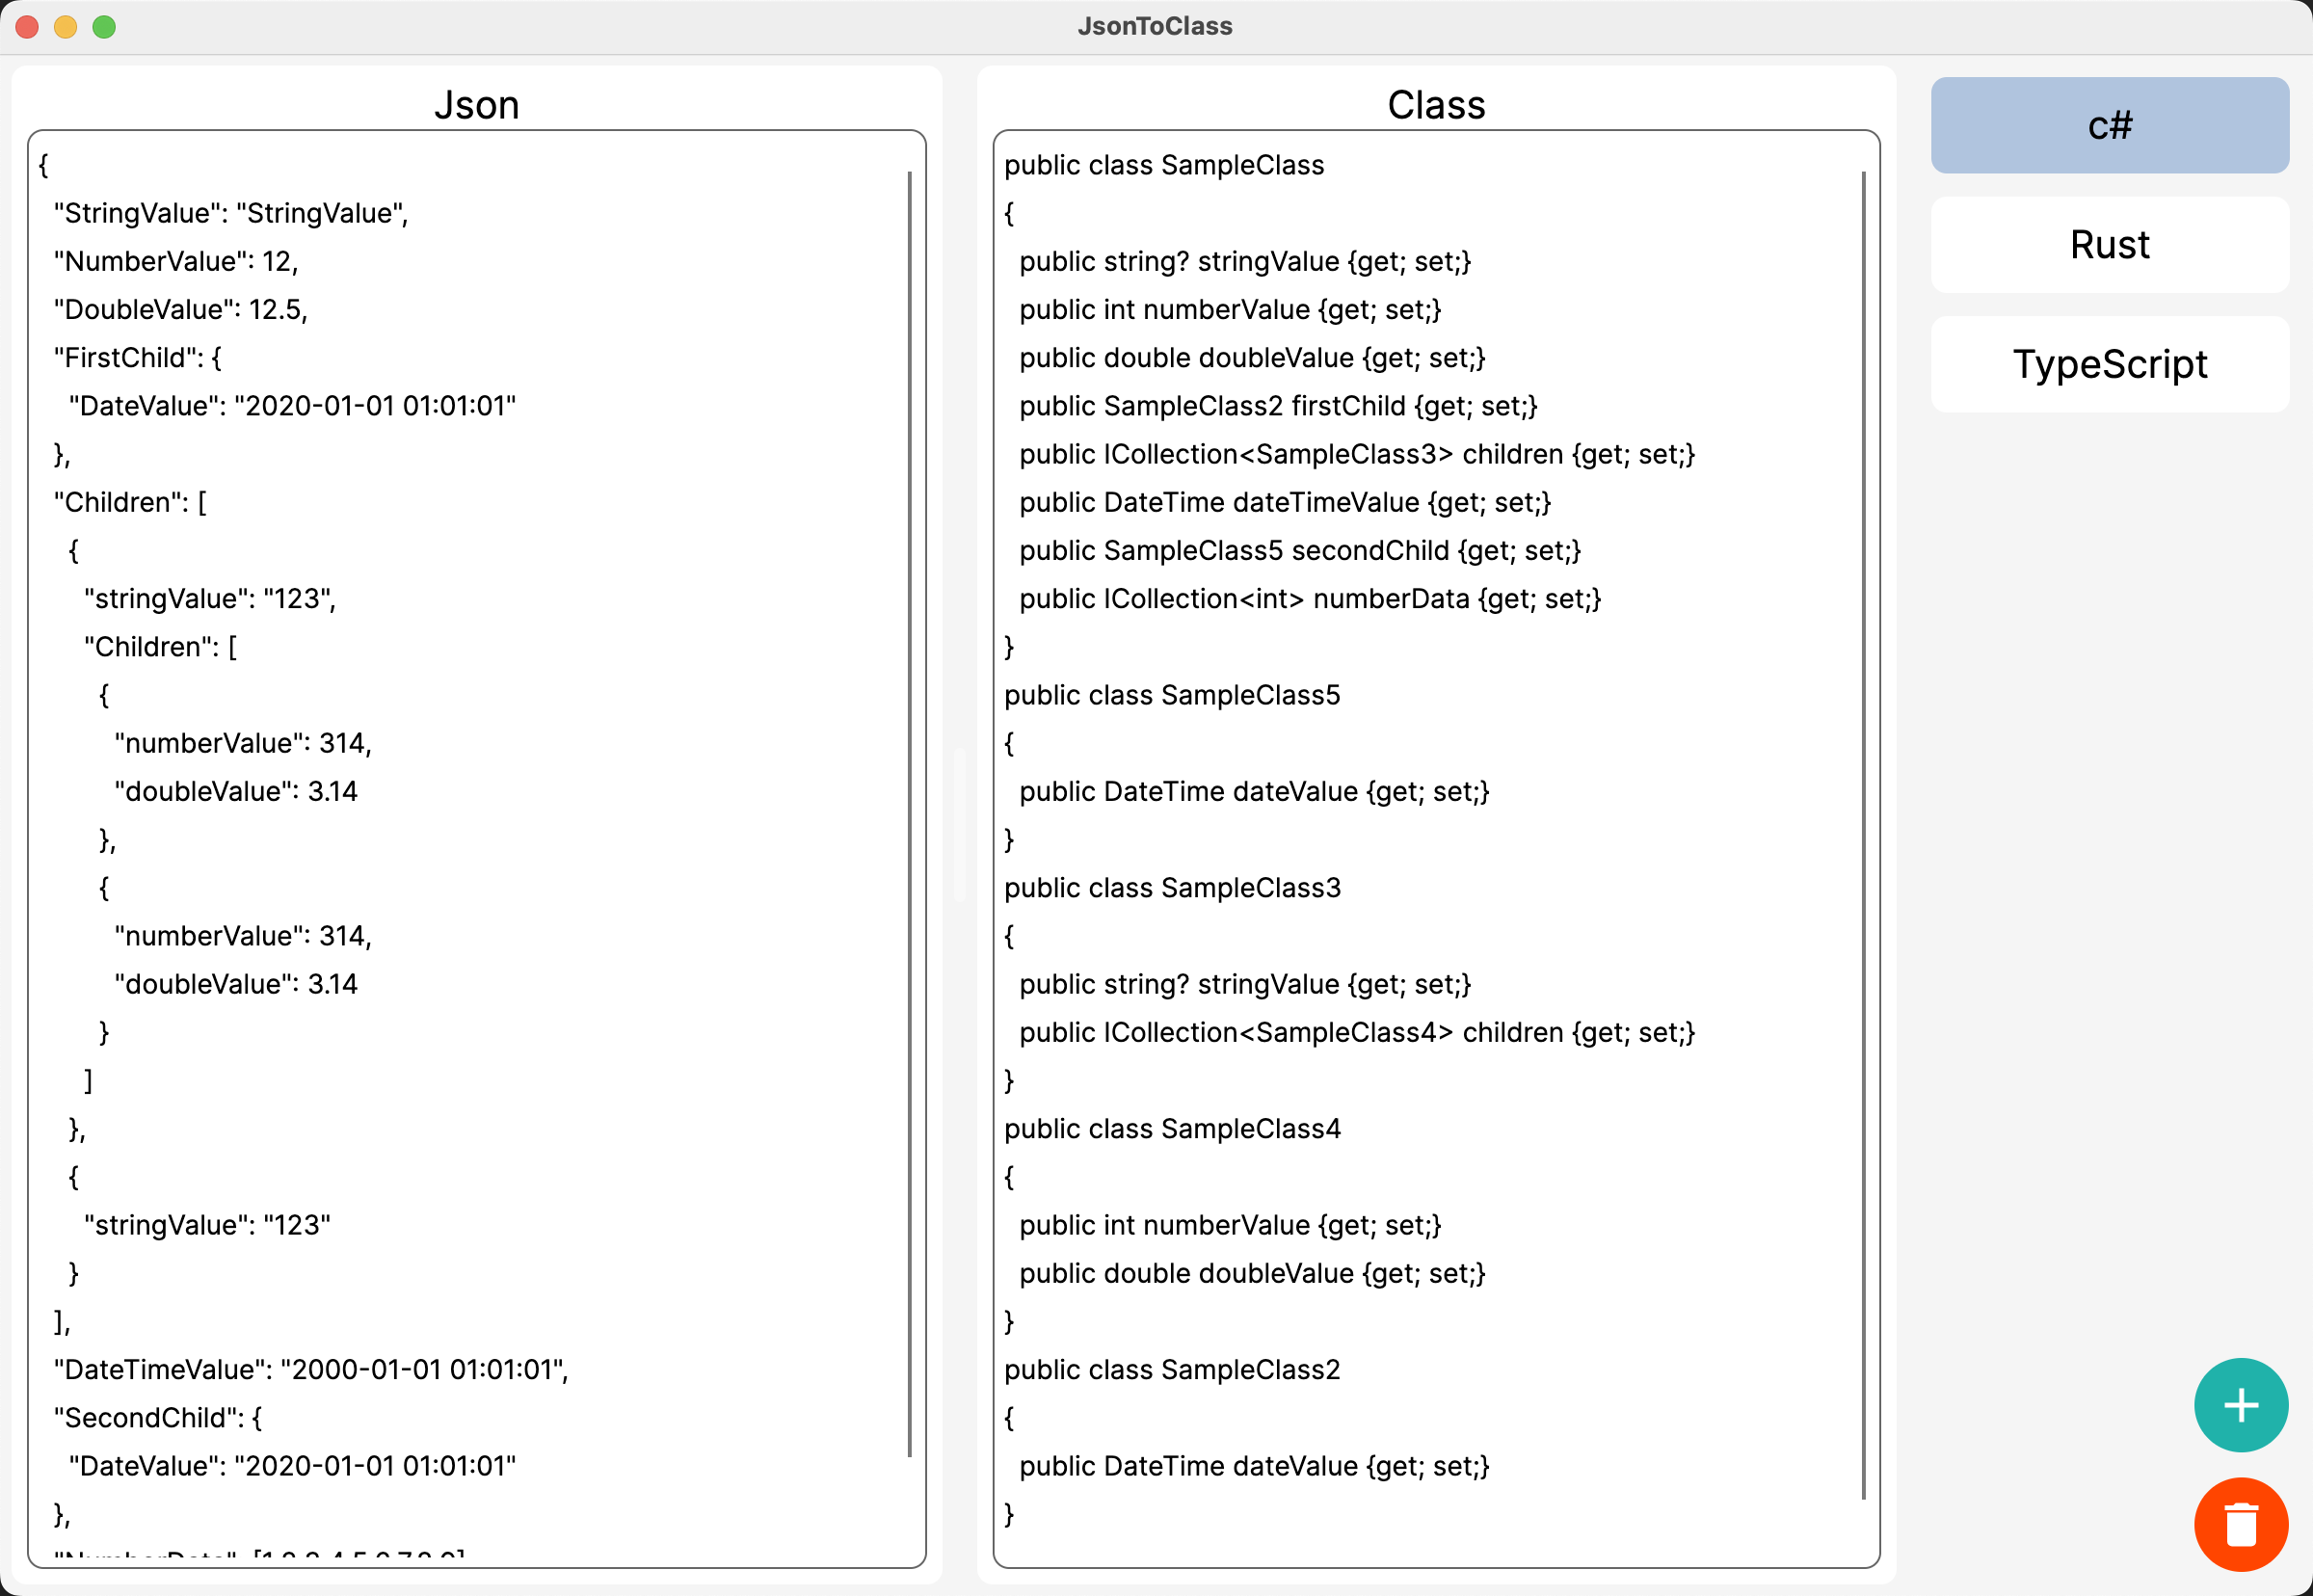 JsonToClass
Json
{
"StringValue": "StringValue",
"NumberValue": 12,
"DoubleValue": 12.5,
"FirstChild": {
"DateValue": "2020-01-01 01:01:01"
},
"Children": [
{
"stringValue": "123",
"Children": [
{
"numberValue": 314,
"doubleValue": 3.14
},
{
"numberValue": 314,
"doubleValue": 3.14
}
]
},
{
"stringValue": "123"
}
],
"DateTimeValue": "2000-01-01 01:01:01",
"SecondChild": {
"DateValue": "2020-01-01 01:01:01"
},
Class
public class SampleClass
{
public string? stringValue {get; set;}
public int numberValue {get; set;}
public double doubleValue {get; set;}
public SampleClass2 firstChild {get; set;}
public ICollection<SampleClass3> children {get; set;}
public DateTime dateTimeValue {get; set;}
public SampleClass5 secondChild {get; set;}
public ICollection<int> numberData {get; set;}
}
public class SampleClass5
{
public DateTime dateValue {get; set;}
}
public class SampleClass3
{
public string? stringValue {get; set;}
public ICollection<SampleClass4> children {get; set;}
}
public class SampleClass4
{
public int numberValue {get; set;}
public double doubleValue {get; set;}
}
public class SampleClass2
{
public DateTime dateValue {get; set;}
}
c#
Rust
TypeScript